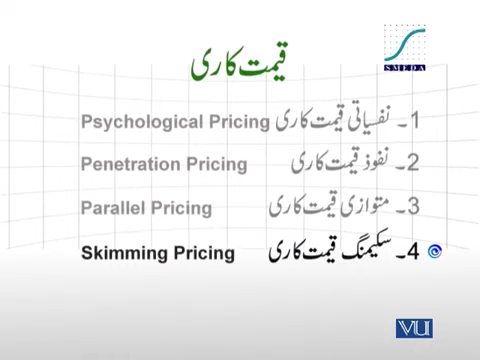 قیمت کاری
SMEDA
1۔ نفسیاتی قیمت کاری Psychological Pricing
2۔ نفوذ قیمت کاری Penetration Pricing
3۔ متوازی قیمت کاری Parallel Pricing
4۔ سکیمنگ قیمت کاری Skimming Pricing
VU